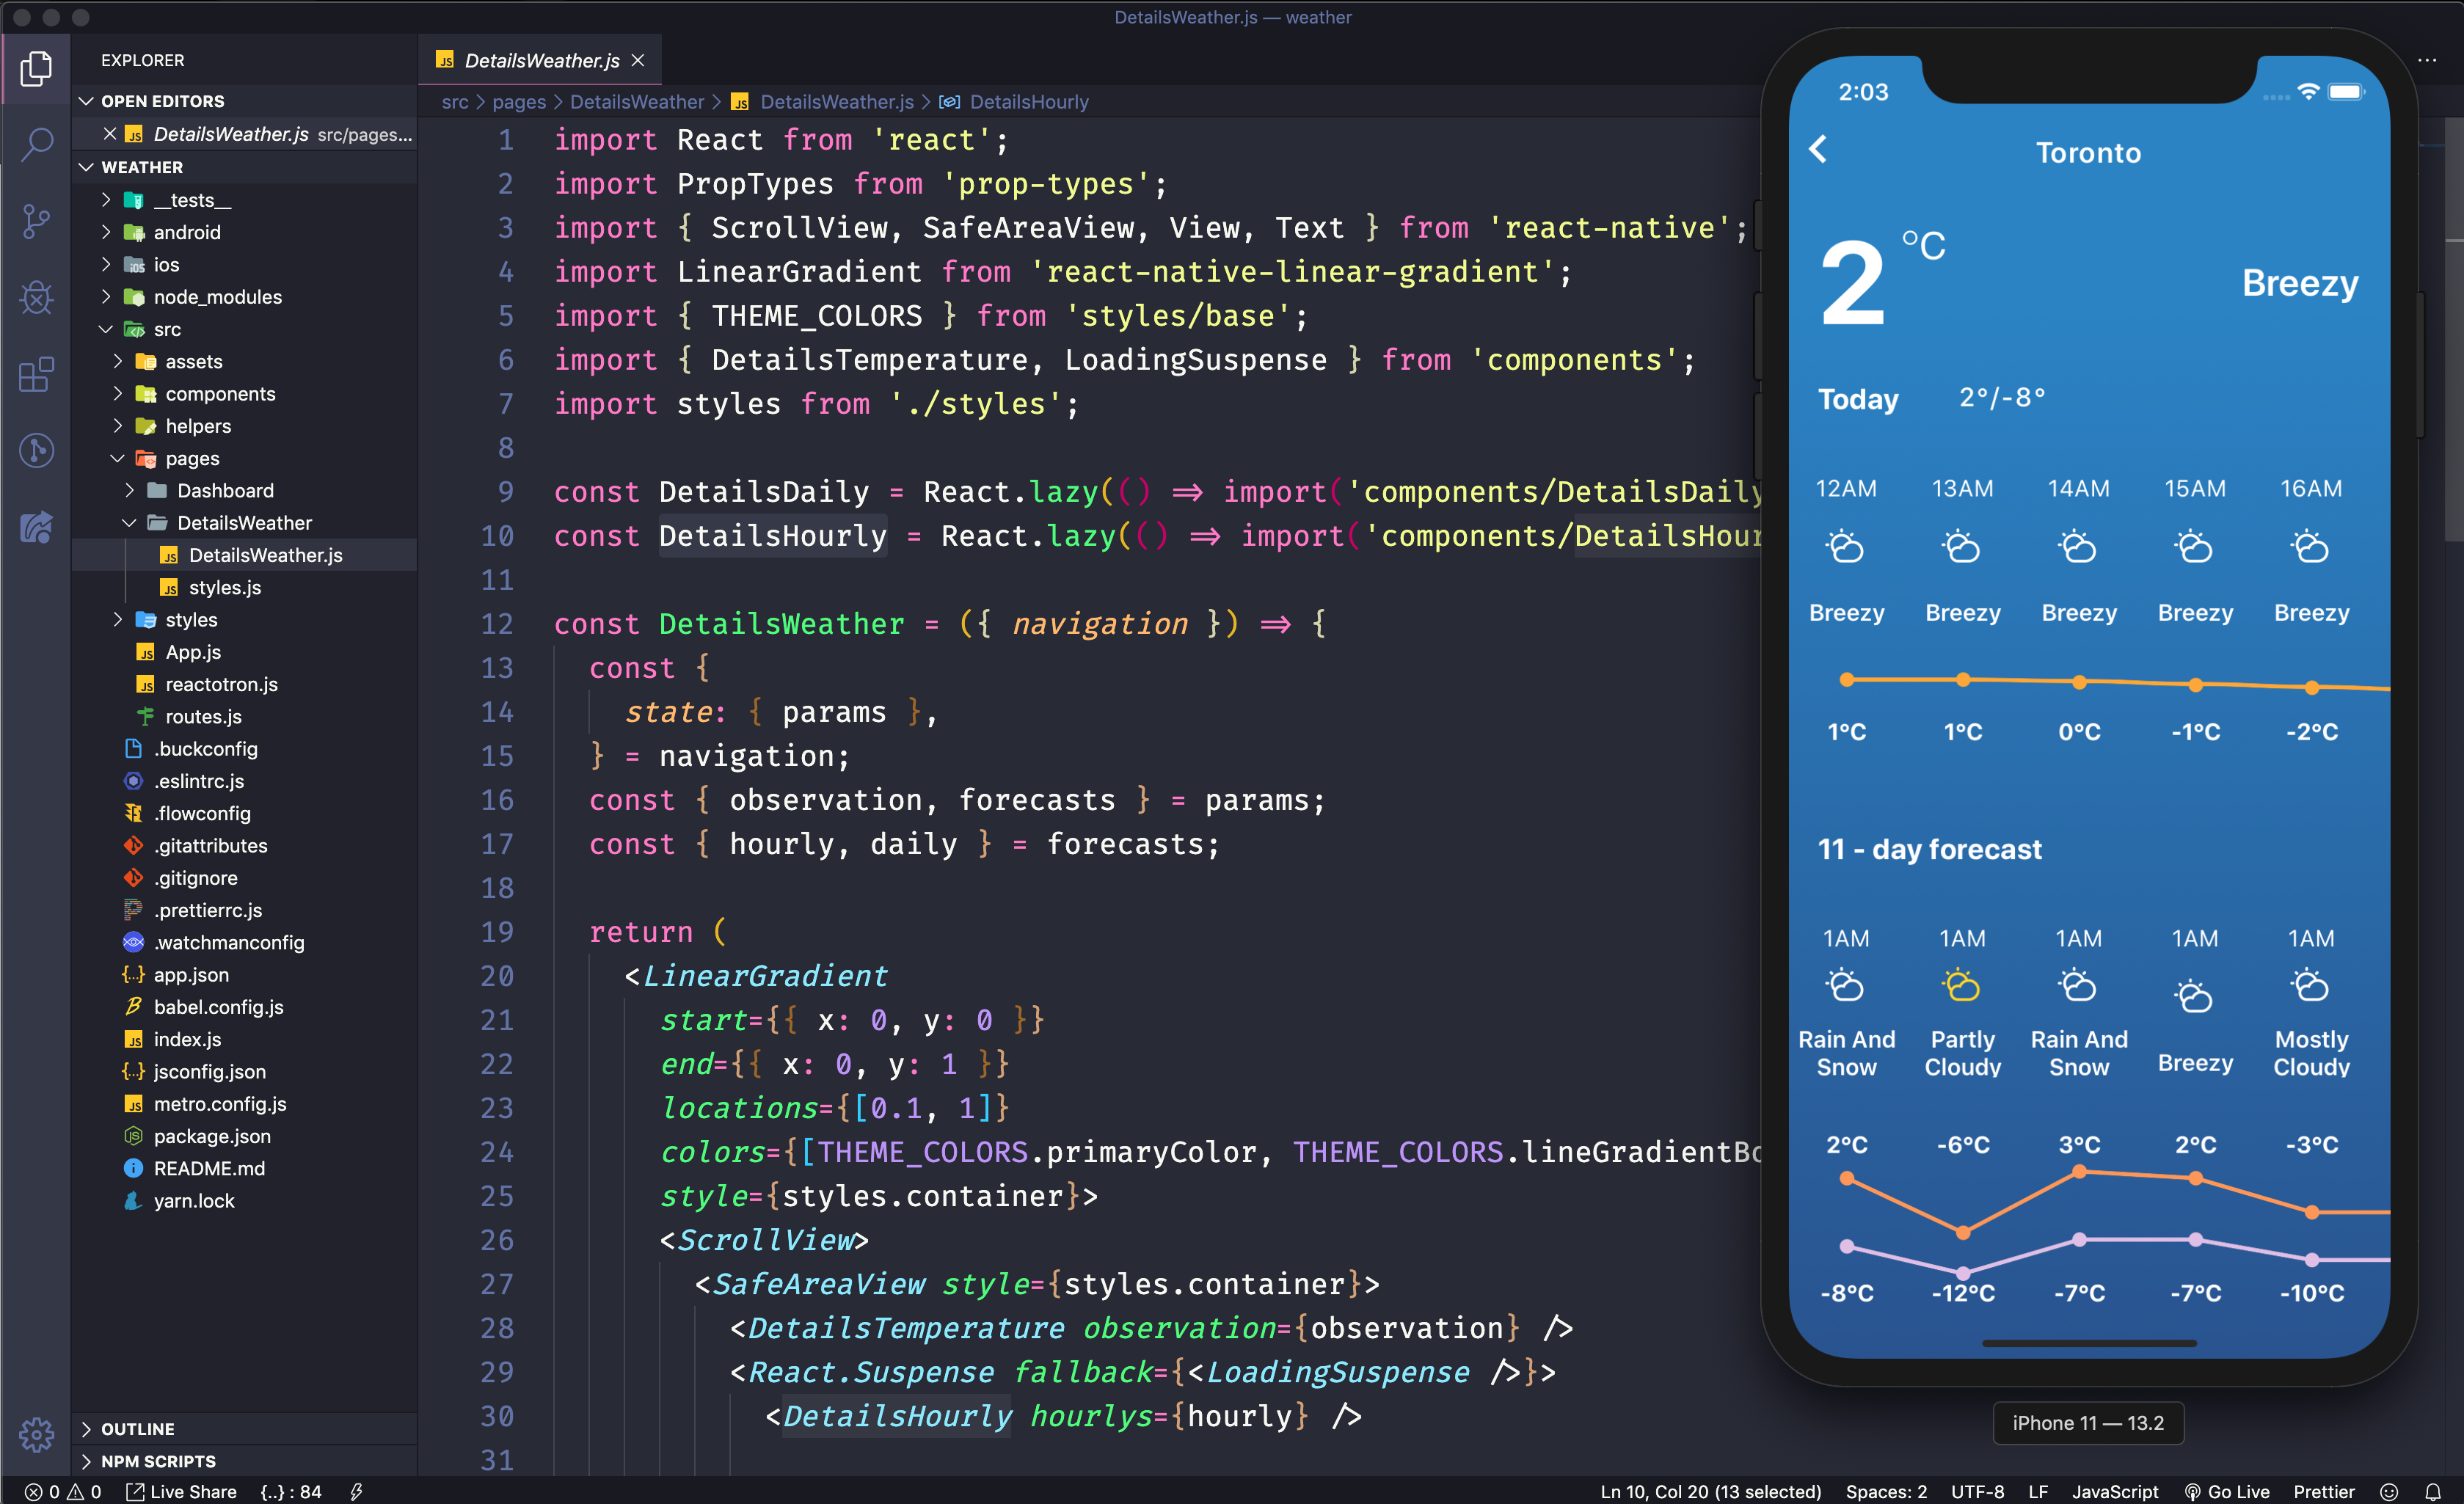 DetailsWeather.js — weather
EXPLORER
OPEN EDITORS
DetailsWeather.js src/pages...
WEATHER
__tests__
android
ios
node_modules
src
assets
components
helpers
pages
Dashboard
DetailsWeather
DetailsWeather.js
styles.js
styles
App.js
reactotron.js
routes.js
.buckconfig
.eslintrc.js
.flowconfig
.gitattributes
.gitignore
.prettierrc.js
.watchmanconfig
app.json
babel.config.js
index.js
jsconfig.json
metro.config.js
package.json
README.md
yarn.lock
OUTLINE
NPM SCRIPTS
DetailsWeather.js
src > pages > DetailsWeather > DetailsWeather.js > DetailsHourly
1 import React from 'react';
2 import PropTypes from 'prop-types';
3 import { ScrollView, SafeAreaView, View, Text } from 'react-native';
4 import LinearGradient from 'react-native-linear-gradient';
5 import { THEME_COLORS } from 'styles/base';
6 import { DetailsTemperature, LoadingSuspense } from 'components';
7 import styles from './styles';
8
9 const DetailsDaily = React.lazy(() => import('components/DetailsDaily
10 const DetailsHourly = React.lazy(() => import('components/DetailsHour
11
12 const DetailsWeather = ({ navigation }) => {
13 const {
14 state: { params },
15 } = navigation;
16 const { observation, forecasts } = params;
17 const { hourly, daily } = forecasts;
18
19 return (
20 <LinearGradient
21 start={{ x: 0, y: 0 }}
22 end={{ x: 0, y: 1 }}
23 locations={[0.1, 1]}
24 colors={[THEME_COLORS.primaryColor, THEME_COLORS.lineGradientBo
25 style={styles.container}>
26 <ScrollView>
27 <SafeAreaView style={styles.container}>
28 <DetailsTemperature observation={observation} />
29 <React.Suspense fallback={<LoadingSuspense />}>
30 <DetailsHourly hourlys={hourly} />
31
2:03
Toronto
2 °C
Breezy
Today 2°/-8°
12AM 13AM 14AM 15AM 16AM
Breezy Breezy Breezy Breezy Breezy
1°C 1°C 0°C -1°C -2°C
11 - day forecast
1AM 1AM 1AM 1AM 1AM
Rain And Snow
Partly Cloudy
Rain And Snow
Breezy
Mostly Cloudy
2°C -6°C 3°C 2°C -3°C
-8°C -12°C -7°C -7°C -10°C
iPhone 11 — 13.2
0 0 Live Share {..} : 84
Ln 10, Col 20 (13 selected) Spaces: 2 UTF-8 LF JavaScript Go Live Prettier